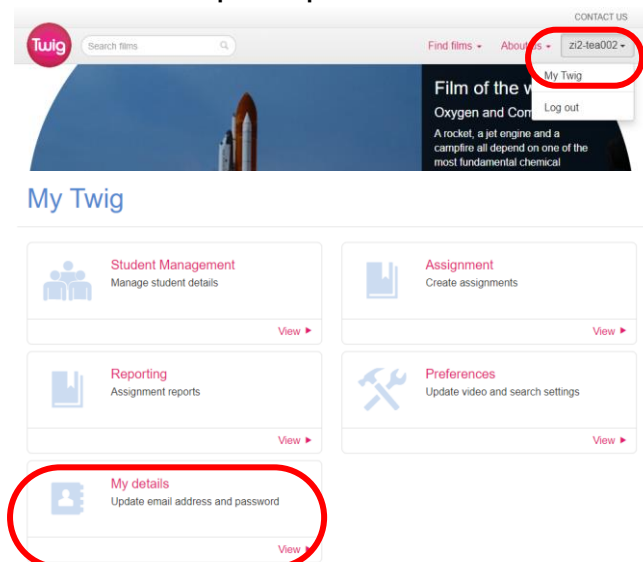 CONTACT US
Twig
Search films
Find films
About us
zi2-tea002
My Twig
Log out
Film of the
Oxygen and
A rocket, a jet engine and a
campfire all depend on one of the
most fundamental chemical
My Twig
Student Management
Manage student details
View
Assignment
Create assignments
View
Reporting
Assignment reports
View
Preferences
Update video and search settings
View
My details
Update email address and password
View